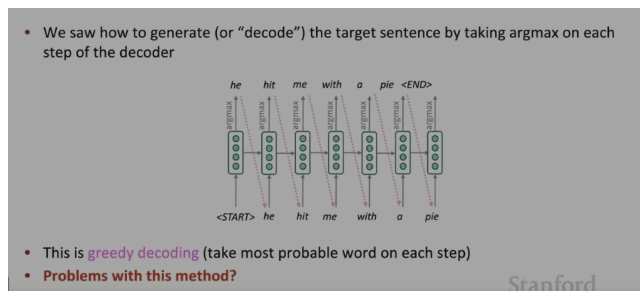 We saw how to generate (or “decode”) the target sentence by taking argmax on each
step of the decoder
he hit me with a pie <END>
argmax argmax argmax argmax argmax argmax argmax
<START> he hit me with a pie
This is greedy decoding (take most probable word on each step)
Problems with this method?
Stanford